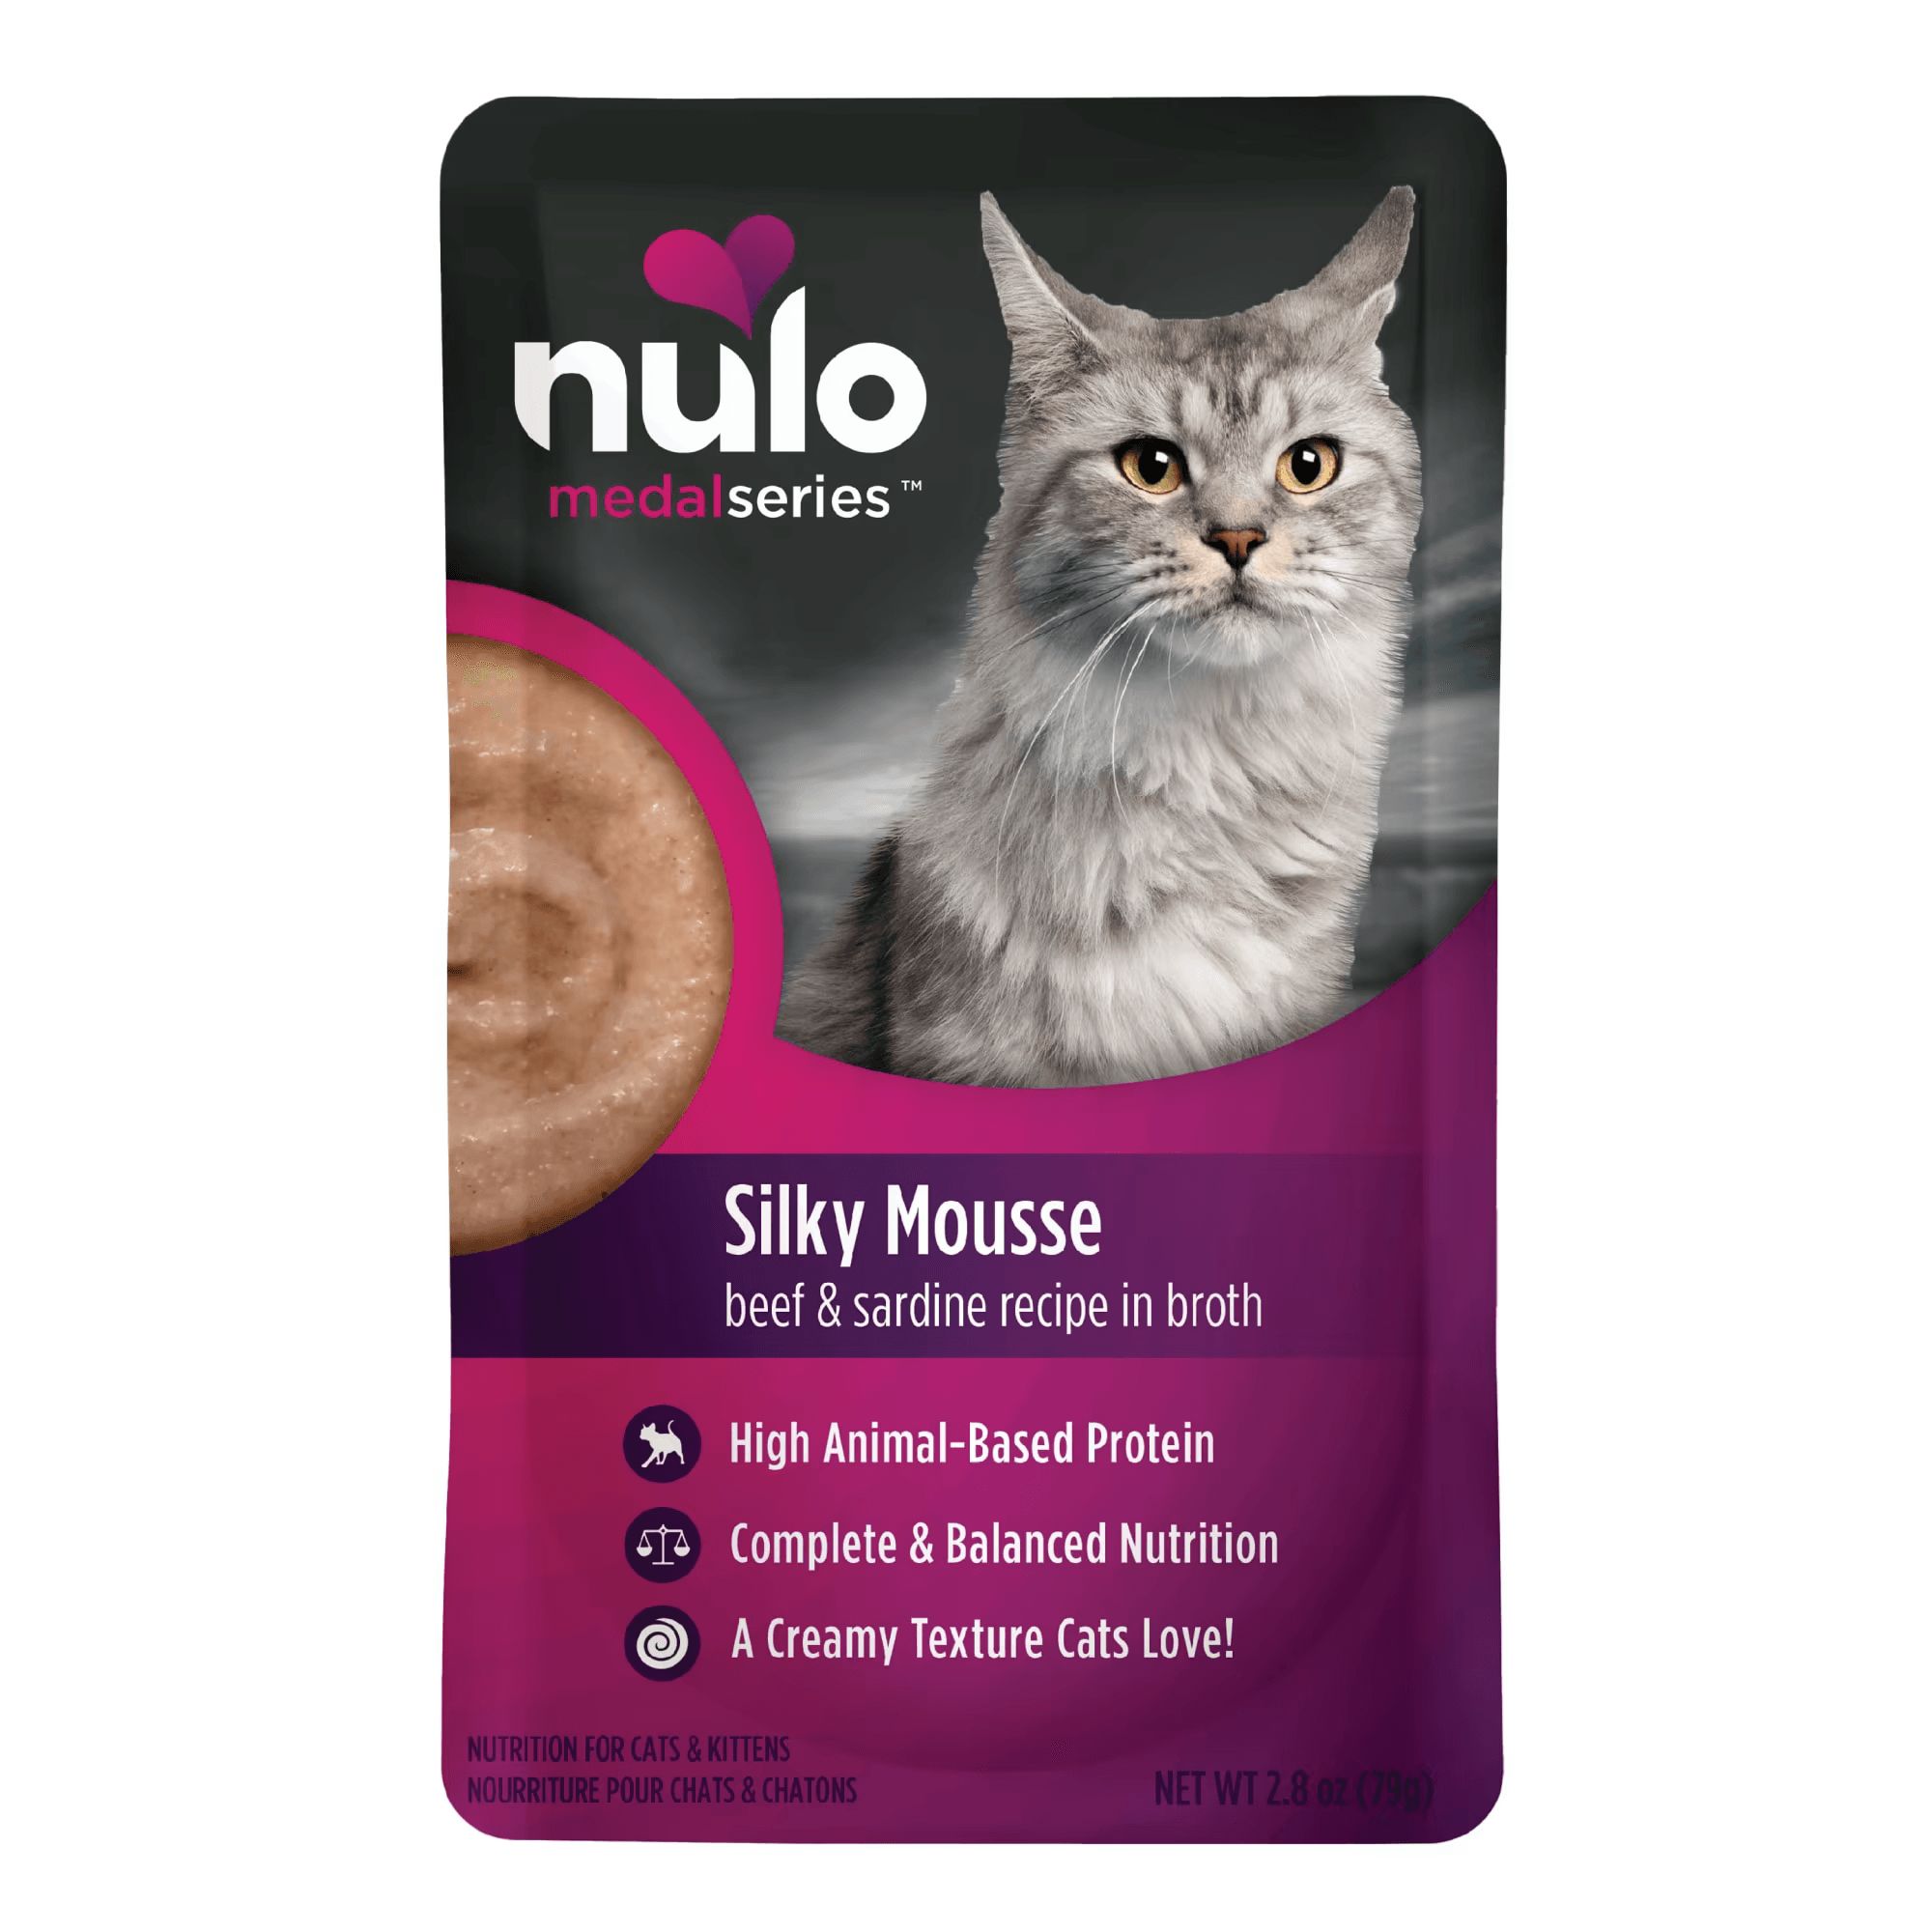 nulo
medalseries™
Silky Mousse
beef & sardine recipe in broth
High Animal-Based Protein
Complete & Balanced Nutrition
A Creamy Texture Cats Love!
NUTRITION FOR CATS & KITTENS
NOURRITURE POUR CHATS & CHATONS
NET WT 2.8 oz (79g)